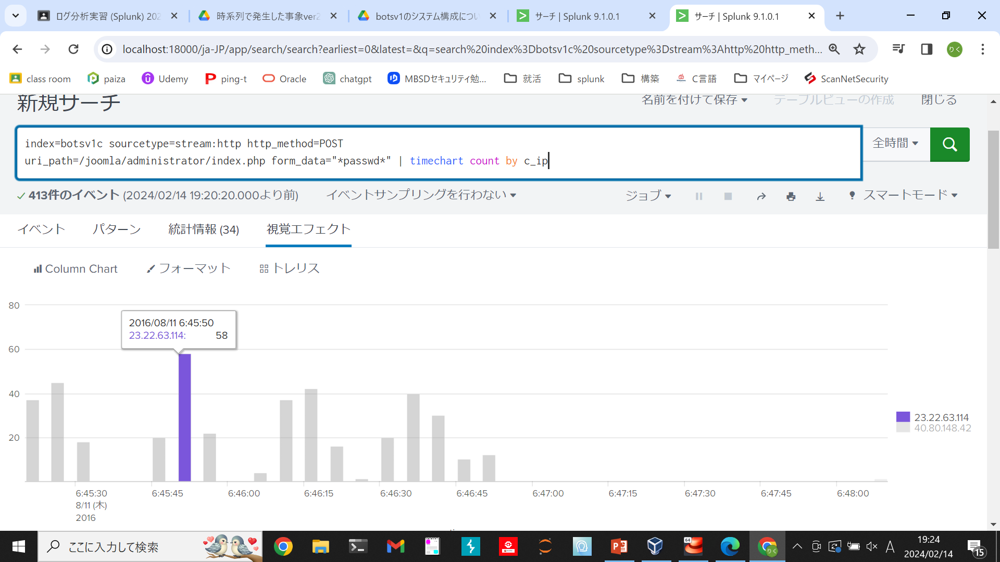 ログ分析実習 (Splunk) 202
時系列で発生した事象ver2
botsv1のシステム構成につい
サーチ | Splunk 9.1.0.1
サーチ | Splunk 9.1.0.1
localhost:18000/ja-JP/app/search/search?earliest=0&latest=&q=search%20index%3Dbotsv1c%20sourcetype%3Dstream%3Ahttp%20http_meth...
りく
class room
paiza
Udemy
ping-t
Oracle
chatgpt
MBSDセキュリティ勉...
就活
splunk
構築
C言語
マイページ
ScanNetSecurity
新規サーチ
名前を付けて保存
テーブルビューの作成
閉じる
index=botsv1c sourcetype=stream:http http_method=POST
uri_path=/joomla/administrator/index.php form_data="*passwd*" | timechart count by c_ip
全時間
413件のイベント (2024/02/14 19:20:20.000より前)
イベントサンプリングを行わない
ジョブ
スマートモード
イベント
パターン
統計情報 (34)
視覚エフェクト
Column Chart
フォーマット
トレリス
80
60
40
20
2016/08/11 6:45:50
23.22.63.114: 58
23.22.63.114
40.80.148.42
6:45:30
8/11 (木)
2016
6:45:45
6:46:00
6:46:15
6:46:30
6:46:45
6:47:00
6:47:15
6:47:30
6:47:45
6:48:00
ここに入力して検索
64
りく
A
19:24
2024/02/14
15